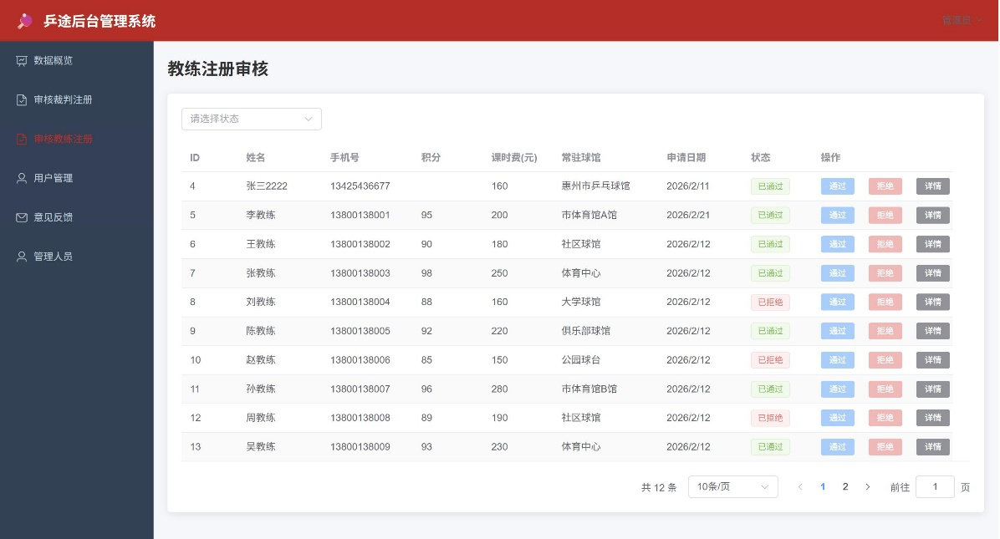 乒途后台管理系统
管理员
数据概览
审核裁判注册
审核教练注册
用户管理
意见反馈
管理人员
教练注册审核
请选择状态
ID 姓名 手机号 积分 课时费(元) 常驻球馆 申请日期 状态 操作
4 张三2222 13425436677 160 惠州市乒乓球馆 2026/2/11 已通过 通过 拒绝 详情
5 李教练 13800138001 95 200 市体育馆A馆 2026/2/21 已通过 通过 拒绝 详情
6 王教练 13800138002 90 180 社区球馆 2026/2/12 已通过 通过 拒绝 详情
7 张教练 13800138003 98 250 体育中心 2026/2/12 已通过 通过 拒绝 详情
8 刘教练 13800138004 88 160 大学球馆 2026/2/12 已拒绝 通过 拒绝 详情
9 陈教练 13800138005 92 220 俱乐部球馆 2026/2/12 已通过 通过 拒绝 详情
10 赵教练 13800138006 85 150 公园球台 2026/2/12 已拒绝 通过 拒绝 详情
11 孙教练 13800138007 96 280 市体育馆B馆 2026/2/12 已通过 通过 拒绝 详情
12 周教练 13800138008 89 190 社区球馆 2026/2/12 已拒绝 通过 拒绝 详情
13 吴教练 13800138009 93 230 体育中心 2026/2/12 已通过 通过 拒绝 详情
共 12 条 10条/页 1 2 前往 1 页